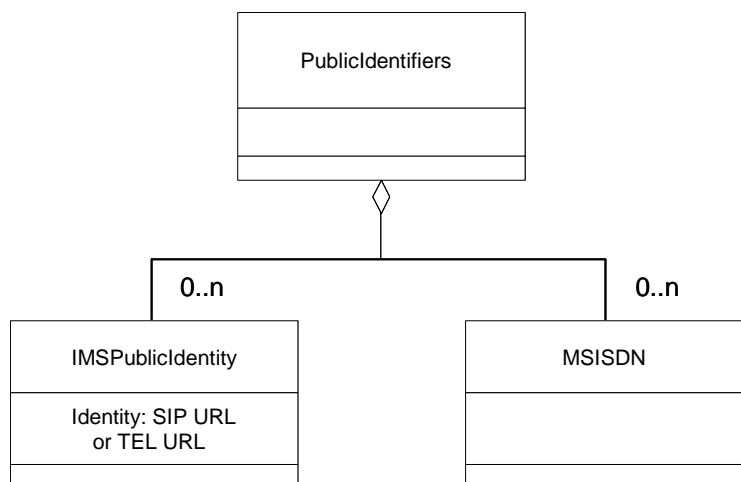 PublicIdentifiers
0..n
0..n
IMSPublicIdentity
MSISDN
Identity: SIP URL
or TEL URL